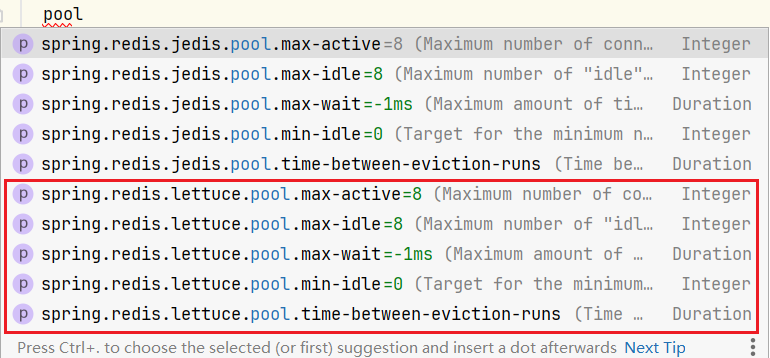 pool
p spring.redis.jedis.pool.max-active=8 (Maximum number of conn… Integer
p spring.redis.jedis.pool.max-idle=8 (Maximum number of "idle"… Integer
p spring.redis.jedis.pool.max-wait=-1ms (Maximum amount of ti… Duration
p spring.redis.jedis.pool.min-idle=0 (Target for the minimum n… Integer
p spring.redis.jedis.pool.time-between-eviction-runs (Time be… Duration
p spring.redis.lettuce.pool.max-active=8 (Maximum number of co… Integer
p spring.redis.lettuce.pool.max-idle=8 (Maximum number of "idl… Integer
p spring.redis.lettuce.pool.max-wait=-1ms (Maximum amount of … Duration
p spring.redis.lettuce.pool.min-idle=0 (Target for the minimum… Integer
p spring.redis.lettuce.pool.time-between-eviction-runs (Time … Duration
Press Ctrl+. to choose the selected (or first) suggestion and insert a dot afterwards Next Tip